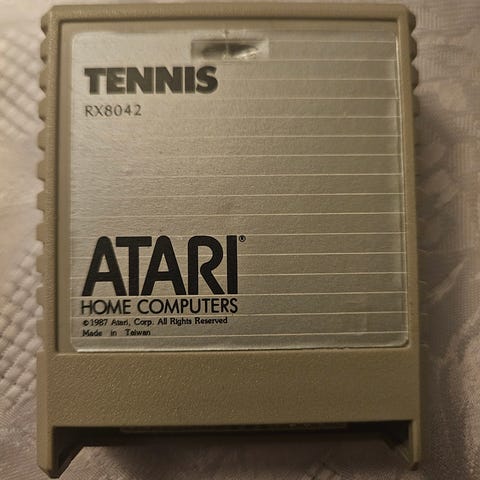 TENNIS
RX8042
ATARI®
HOME COMPUTERS
©1987 Atari, Corp. All Rights Reserved
Made in Taiwan